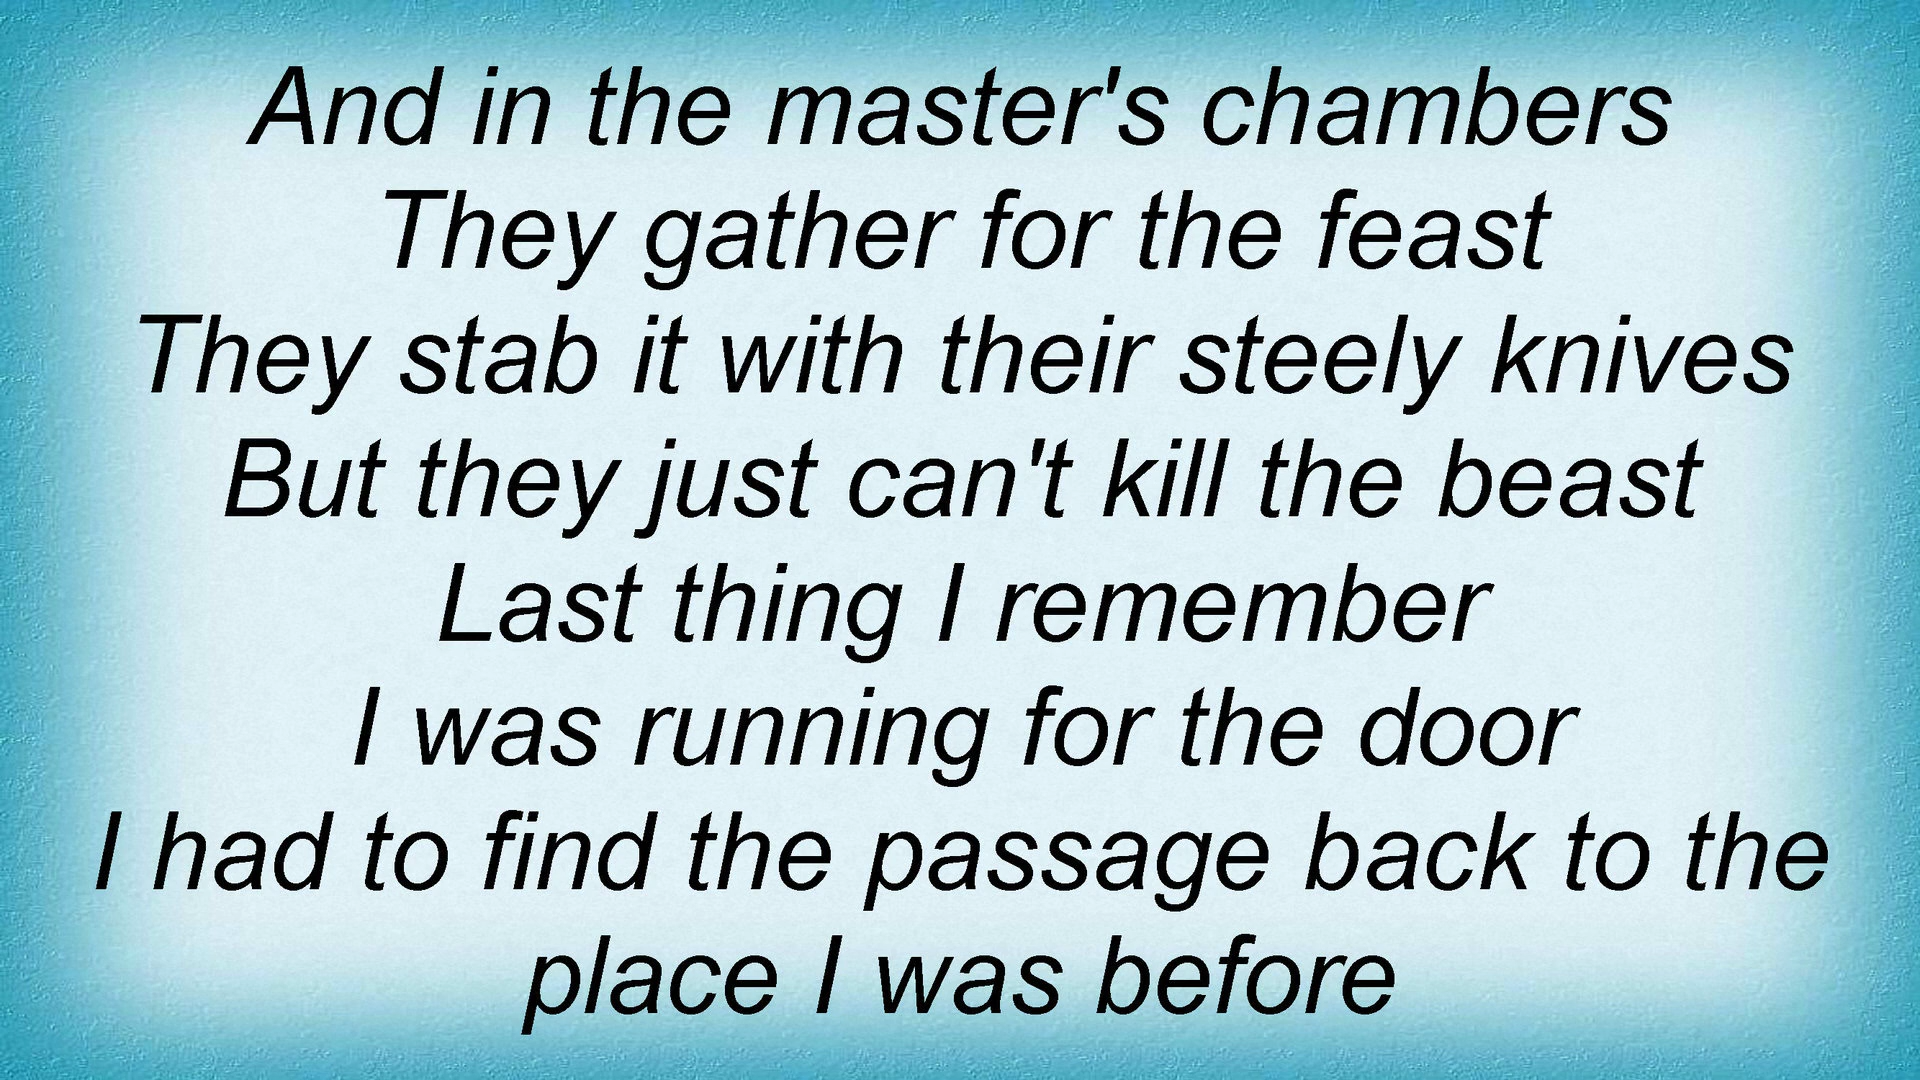 And in the master's chambers
They gather for the feast
They stab it with their steely knives
But they just can't kill the beast
Last thing I remember
I was running for the door
I had to find the passage back to the
place I was before